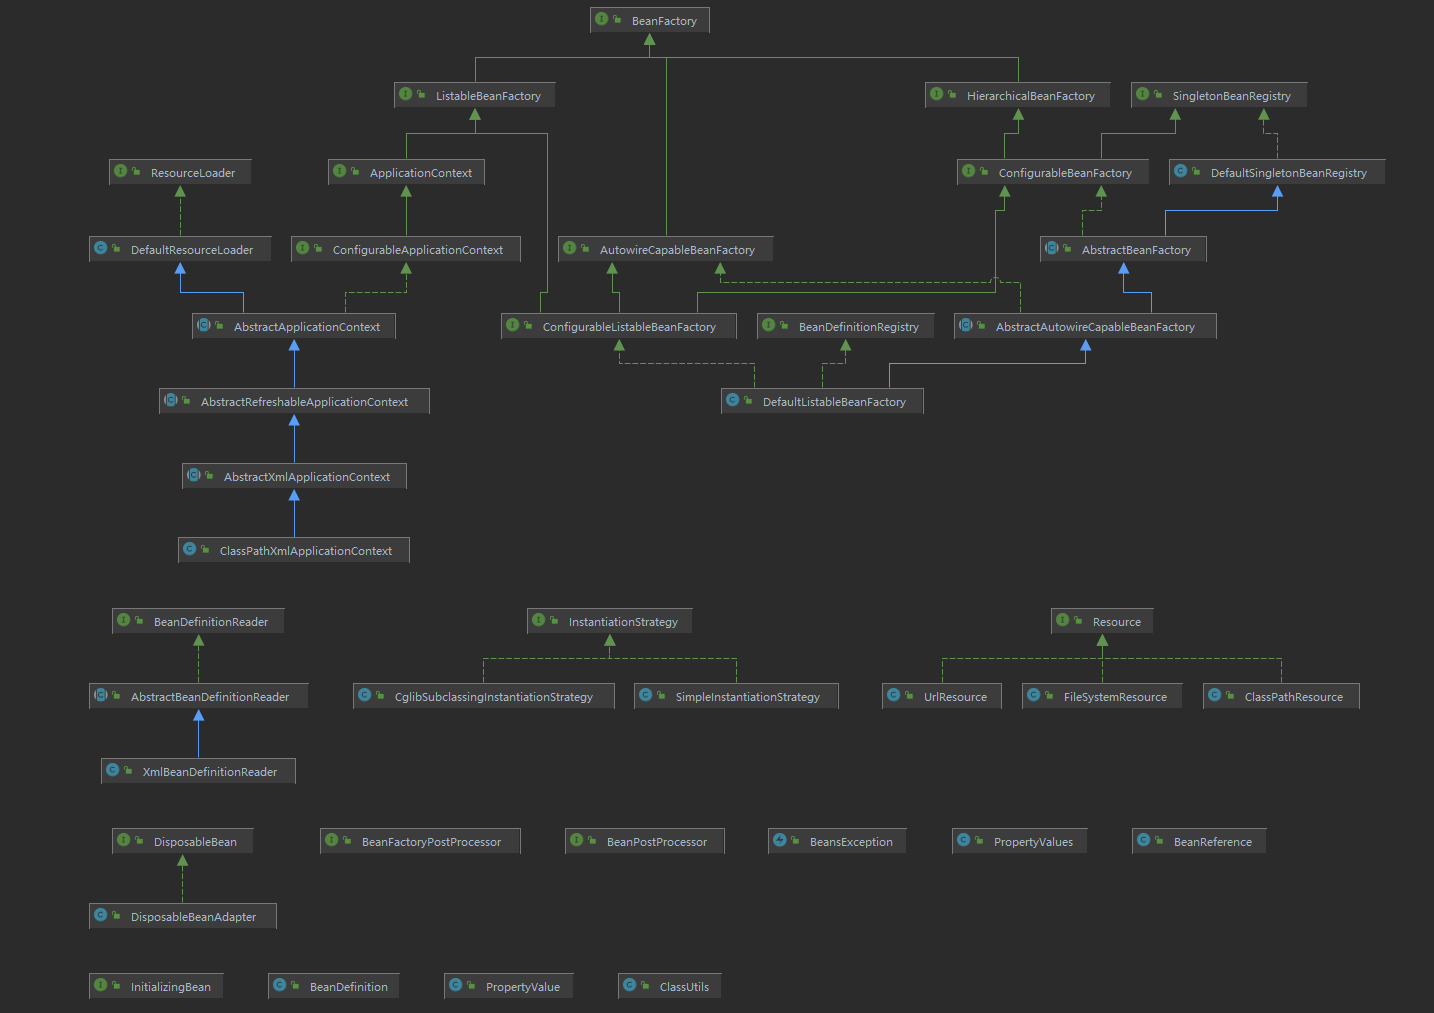 BeanFactory
ListableBeanFactory
HierarchicalBeanFactory
SingletonBeanRegistry
ResourceLoader
ApplicationContext
ConfigurableBeanFactory
DefaultSingletonBeanRegistry
DefaultResourceLoader
ConfigurableApplicationContext
AutowireCapableBeanFactory
AbstractBeanFactory
AbstractApplicationContext
ConfigurableListableBeanFactory
BeanDefinitionRegistry
AbstractAutowireCapableBeanFactory
AbstractRefreshableApplicationContext
DefaultListableBeanFactory
AbstractXmlApplicationContext
ClassPathXmlApplicationContext
BeanDefinitionReader
InstantiationStrategy
Resource
AbstractBeanDefinitionReader
CglibSubclassingInstantiationStrategy
SimpleInstantiationStrategy
UrlResource
FileSystemResource
ClassPathResource
XmlBeanDefinitionReader
DisposableBean
BeanFactoryPostProcessor
BeanPostProcessor
BeansException
PropertyValues
BeanReference
DisposableBeanAdapter
InitializingBean
BeanDefinition
PropertyValue
ClassUtils